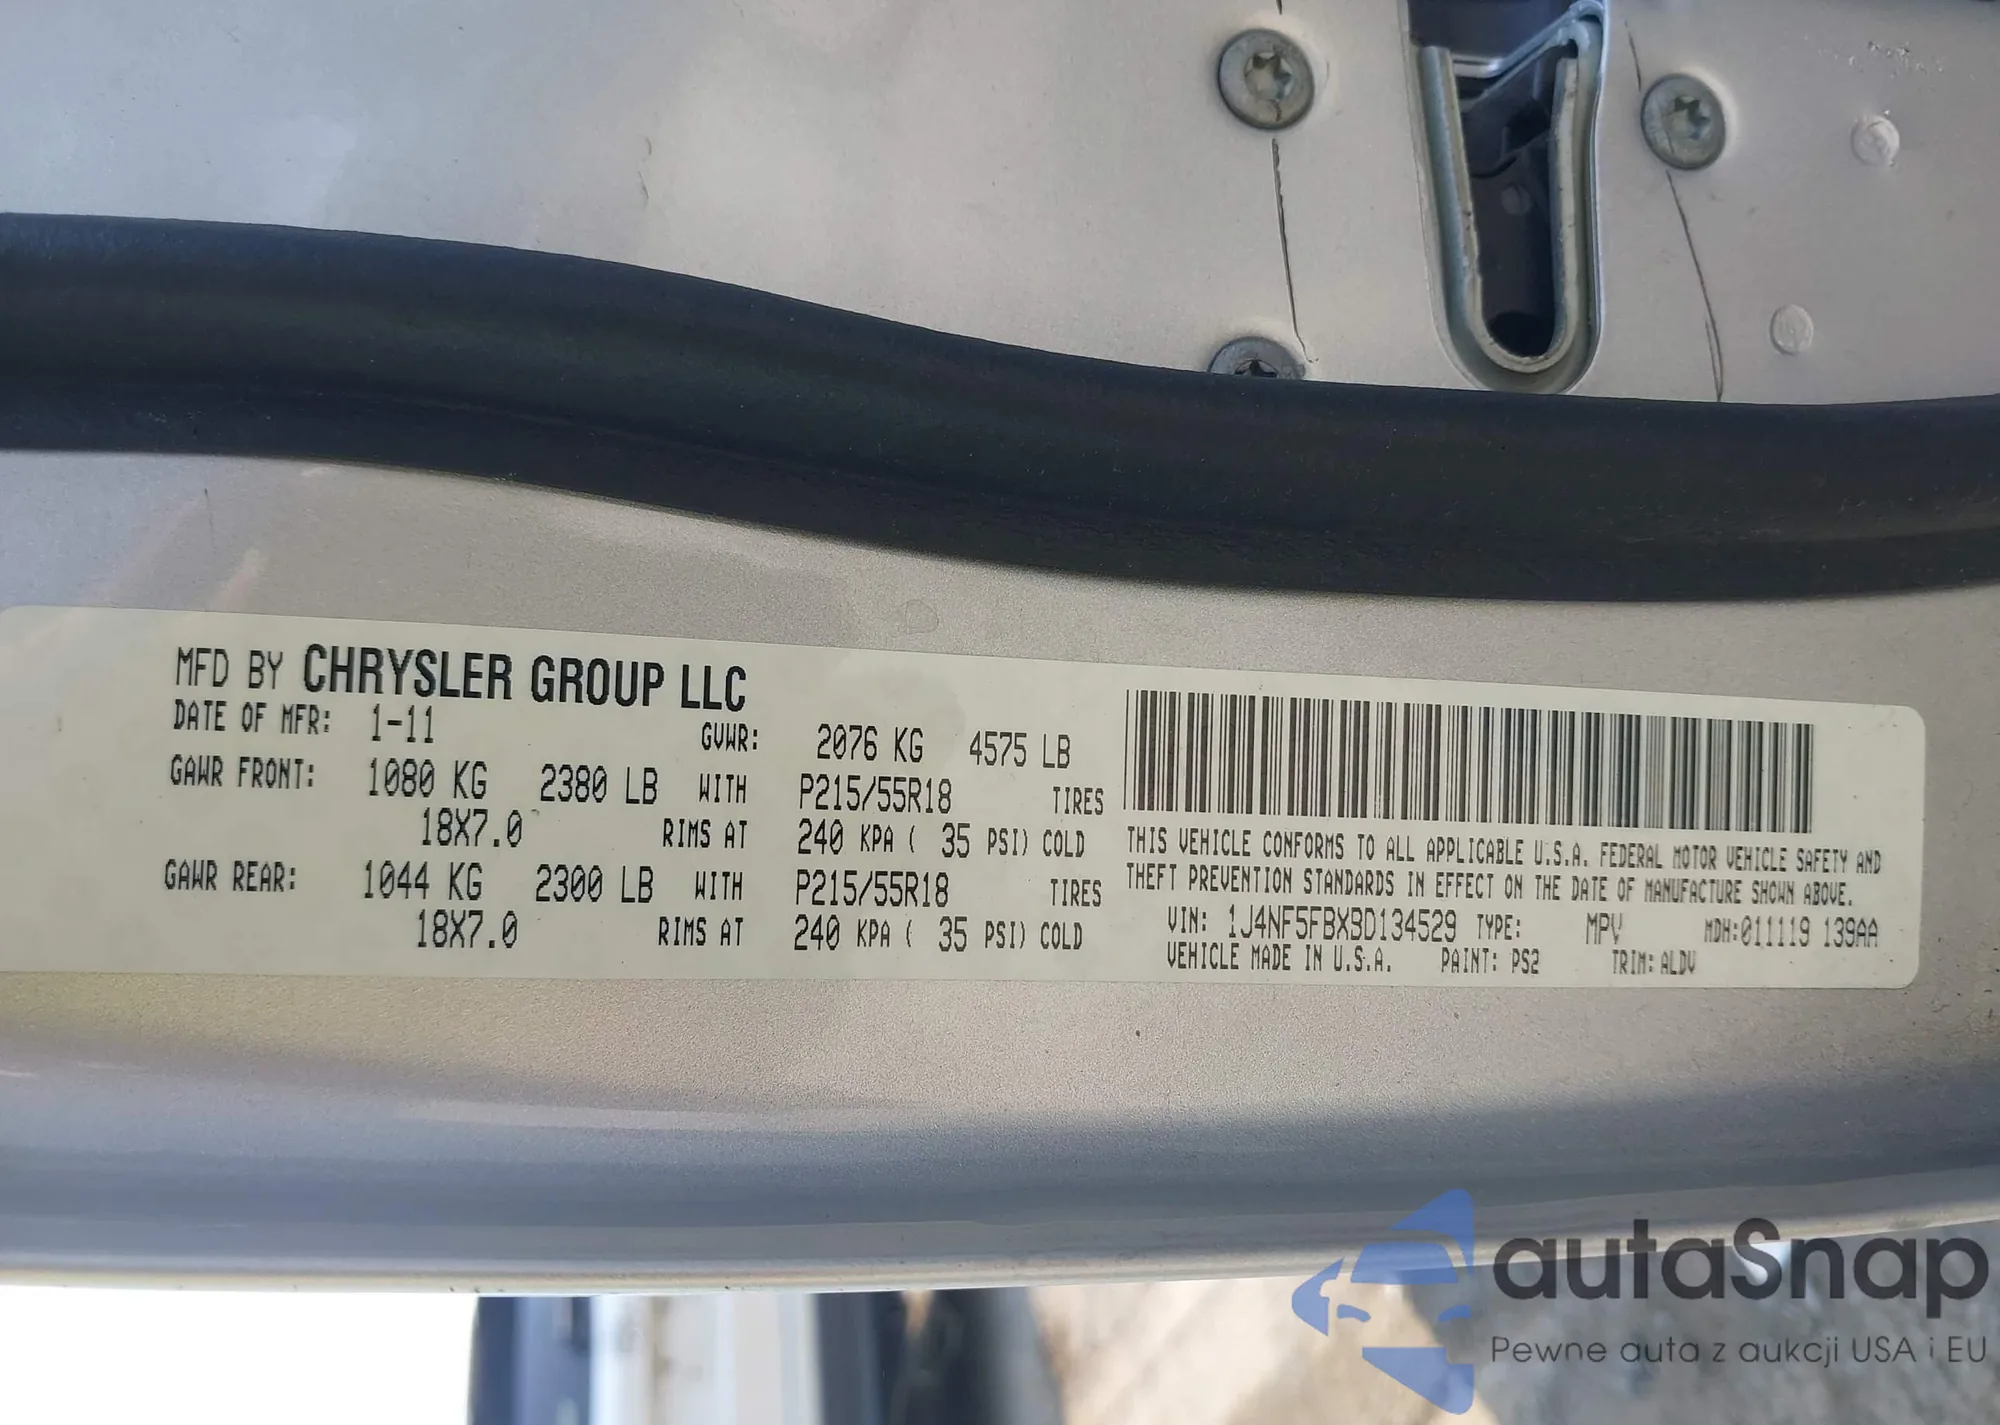 MFD BY CHRYSLER GROUP LLC
DATE OF MFR: 1-11 GVWR: 2076 KG 4575 LB
GAWR FRONT: 1080 KG 2380 LB WITH P215/55R18 TIRES
18X7.0 RIMS AT 240 KPA ( 35 PSI) COLD
GAWR REAR: 1044 KG 2300 LB WITH P215/55R18 TIRES
18X7.0 RIMS AT 240 KPA ( 35 PSI) COLD
THIS VEHICLE CONFORMS TO ALL APPLICABLE U.S.A. FEDERAL MOTOR VEHICLE SAFETY AND
THEFT PREVENTION STANDARDS IN EFFECT ON THE DATE OF MANUFACTURE SHOWN ABOVE.
VIN: 1J4NF5FBXBD134529 TYPE: MPV MDH:011119 139AA
VEHICLE MADE IN U.S.A. PAINT: PS2 TRIM: ALDV
autaSnap
Pewne auta z aukcji USA i EU